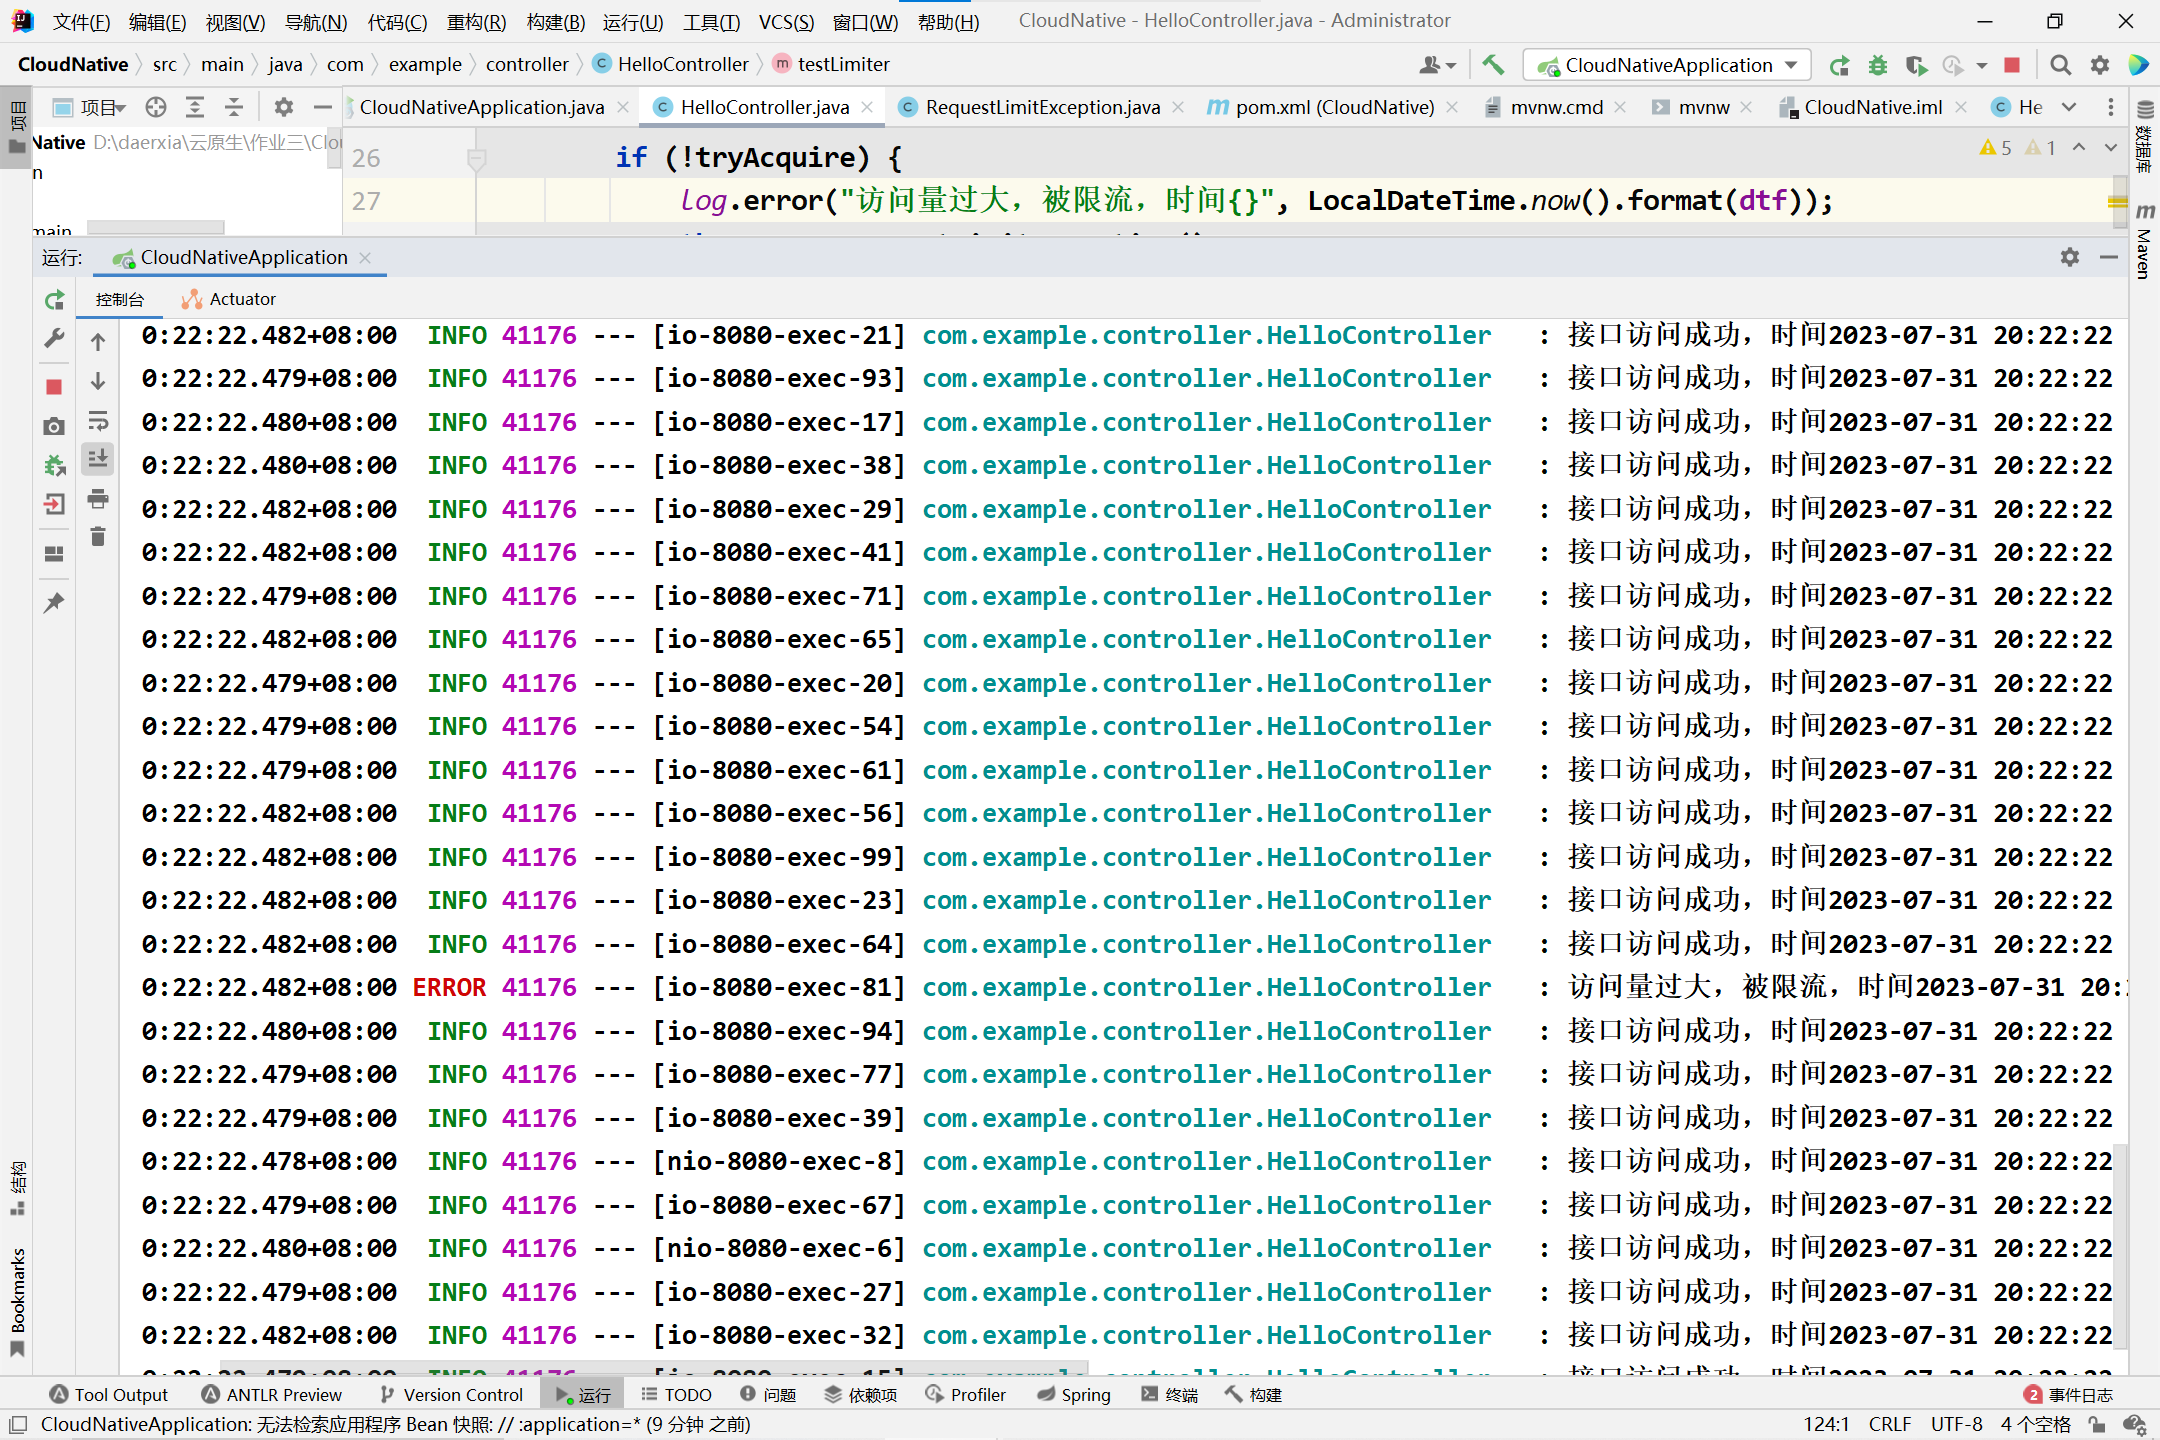 文件(F) 编辑(E) 视图(V) 导航(N) 代码(C) 重构(R) 构建(B) 运行(U) 工具(T) VCS(S) 窗口(W) 帮助(H) CloudNative - HelloController.java - Administrator
CloudNative src main java com example controller HelloController testLimiter CloudNativeApplication
项目 CloudNativeApplication.java HelloController.java RequestLimitException.java pom.xml (CloudNative) mvnw.cmd mvnw CloudNative.iml He
项目
Native D:\daerxia\云原生\作业三\Clou
n
main
26 if (!tryAcquire) {
27 log.error("访问量过大，被限流，时间{}", LocalDateTime.now().format(dtf));
5 1
数据库
Maven
运行: CloudNativeApplication
控制台 Actuator
0:22:22.482+08:00 INFO 41176 --- [io-8080-exec-21] com.example.controller.HelloController : 接口访问成功，时间2023-07-31 20:22:22
0:22:22.479+08:00 INFO 41176 --- [io-8080-exec-93] com.example.controller.HelloController : 接口访问成功，时间2023-07-31 20:22:22
0:22:22.480+08:00 INFO 41176 --- [io-8080-exec-17] com.example.controller.HelloController : 接口访问成功，时间2023-07-31 20:22:22
0:22:22.480+08:00 INFO 41176 --- [io-8080-exec-38] com.example.controller.HelloController : 接口访问成功，时间2023-07-31 20:22:22
0:22:22.482+08:00 INFO 41176 --- [io-8080-exec-29] com.example.controller.HelloController : 接口访问成功，时间2023-07-31 20:22:22
0:22:22.482+08:00 INFO 41176 --- [io-8080-exec-41] com.example.controller.HelloController : 接口访问成功，时间2023-07-31 20:22:22
0:22:22.479+08:00 INFO 41176 --- [io-8080-exec-71] com.example.controller.HelloController : 接口访问成功，时间2023-07-31 20:22:22
0:22:22.482+08:00 INFO 41176 --- [io-8080-exec-65] com.example.controller.HelloController : 接口访问成功，时间2023-07-31 20:22:22
0:22:22.479+08:00 INFO 41176 --- [io-8080-exec-20] com.example.controller.HelloController : 接口访问成功，时间2023-07-31 20:22:22
0:22:22.479+08:00 INFO 41176 --- [io-8080-exec-54] com.example.controller.HelloController : 接口访问成功，时间2023-07-31 20:22:22
0:22:22.479+08:00 INFO 41176 --- [io-8080-exec-61] com.example.controller.HelloController : 接口访问成功，时间2023-07-31 20:22:22
0:22:22.482+08:00 INFO 41176 --- [io-8080-exec-56] com.example.controller.HelloController : 接口访问成功，时间2023-07-31 20:22:22
0:22:22.482+08:00 INFO 41176 --- [io-8080-exec-99] com.example.controller.HelloController : 接口访问成功，时间2023-07-31 20:22:22
0:22:22.482+08:00 INFO 41176 --- [io-8080-exec-23] com.example.controller.HelloController : 接口访问成功，时间2023-07-31 20:22:22
0:22:22.482+08:00 INFO 41176 --- [io-8080-exec-64] com.example.controller.HelloController : 接口访问成功，时间2023-07-31 20:22:22
0:22:22.482+08:00 ERROR 41176 --- [io-8080-exec-81] com.example.controller.HelloController : 访问量过大，被限流，时间2023-07-31 20:
0:22:22.480+08:00 INFO 41176 --- [io-8080-exec-94] com.example.controller.HelloController : 接口访问成功，时间2023-07-31 20:22:22
0:22:22.479+08:00 INFO 41176 --- [io-8080-exec-77] com.example.controller.HelloController : 接口访问成功，时间2023-07-31 20:22:22
0:22:22.479+08:00 INFO 41176 --- [io-8080-exec-39] com.example.controller.HelloController : 接口访问成功，时间2023-07-31 20:22:22
0:22:22.478+08:00 INFO 41176 --- [nio-8080-exec-8] com.example.controller.HelloController : 接口访问成功，时间2023-07-31 20:22:22
0:22:22.479+08:00 INFO 41176 --- [io-8080-exec-67] com.example.controller.HelloController : 接口访问成功，时间2023-07-31 20:22:22
0:22:22.480+08:00 INFO 41176 --- [nio-8080-exec-6] com.example.controller.HelloController : 接口访问成功，时间2023-07-31 20:22:22
0:22:22.479+08:00 INFO 41176 --- [io-8080-exec-27] com.example.controller.HelloController : 接口访问成功，时间2023-07-31 20:22:22
0:22:22.482+08:00 INFO 41176 --- [io-8080-exec-32] com.example.controller.HelloController : 接口访问成功，时间2023-07-31 20:22:22
结构
Bookmarks
Tool Output ANTLR Preview Version Control 运行 TODO 问题 依赖项 Profiler Spring 终端 构建 2 事件日志
CloudNativeApplication: 无法检索应用程序 Bean 快照: // :application=* (9 分钟 之前) 124:1 CRLF UTF-8 4 个空格